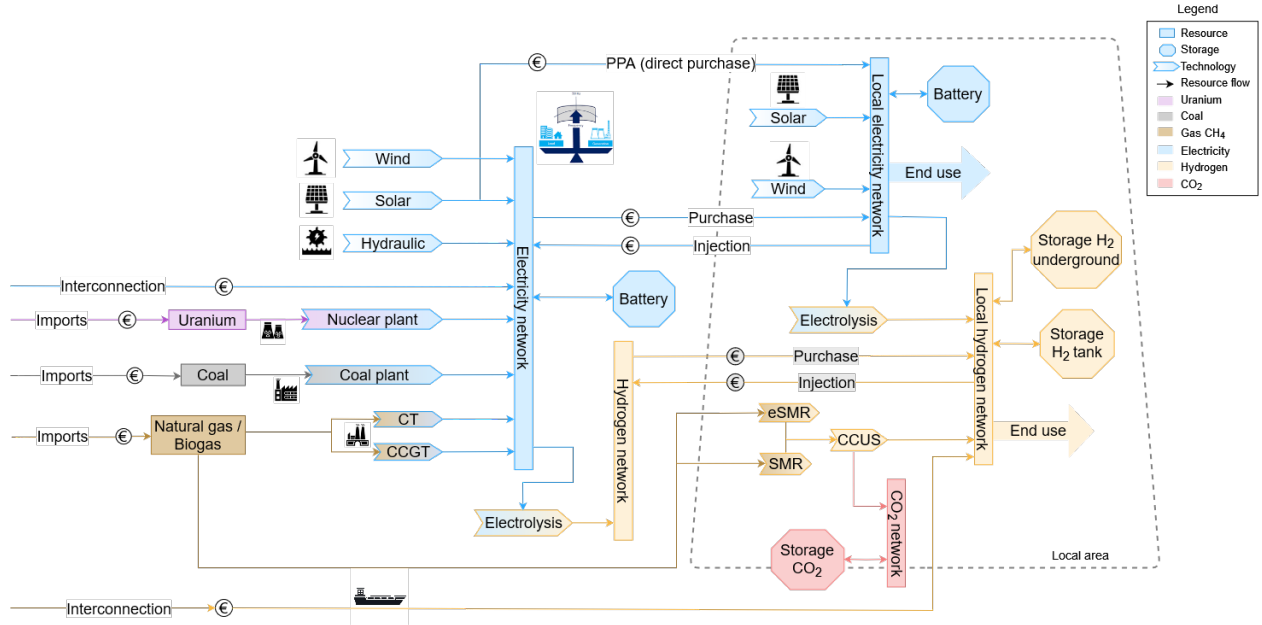 Legend
Resource
Storage
Technology
Resource flow
Uranium
Coal
Gas CH4
Electricity
Hydrogen
CO2
€
PPA (direct purchase)
Solar
Wind
Local electricity network
Battery
End use
Wind
Solar
Hydraulic
Electricity network
€
Purchase
€
Injection
Interconnection
€
Battery
Imports
€
Uranium
Nuclear plant
Imports
€
Coal
Coal plant
Imports
€
Natural gas /
Biogas
CT
CCGT
Electrolysis
Hydrogen network
Electrolysis
Local hydrogen network
Storage H2
underground
Storage
H2 tank
€
Purchase
€
Injection
eSMR
SMR
CCUS
End use
CO2 network
Storage
CO2
Local area
Interconnection
€